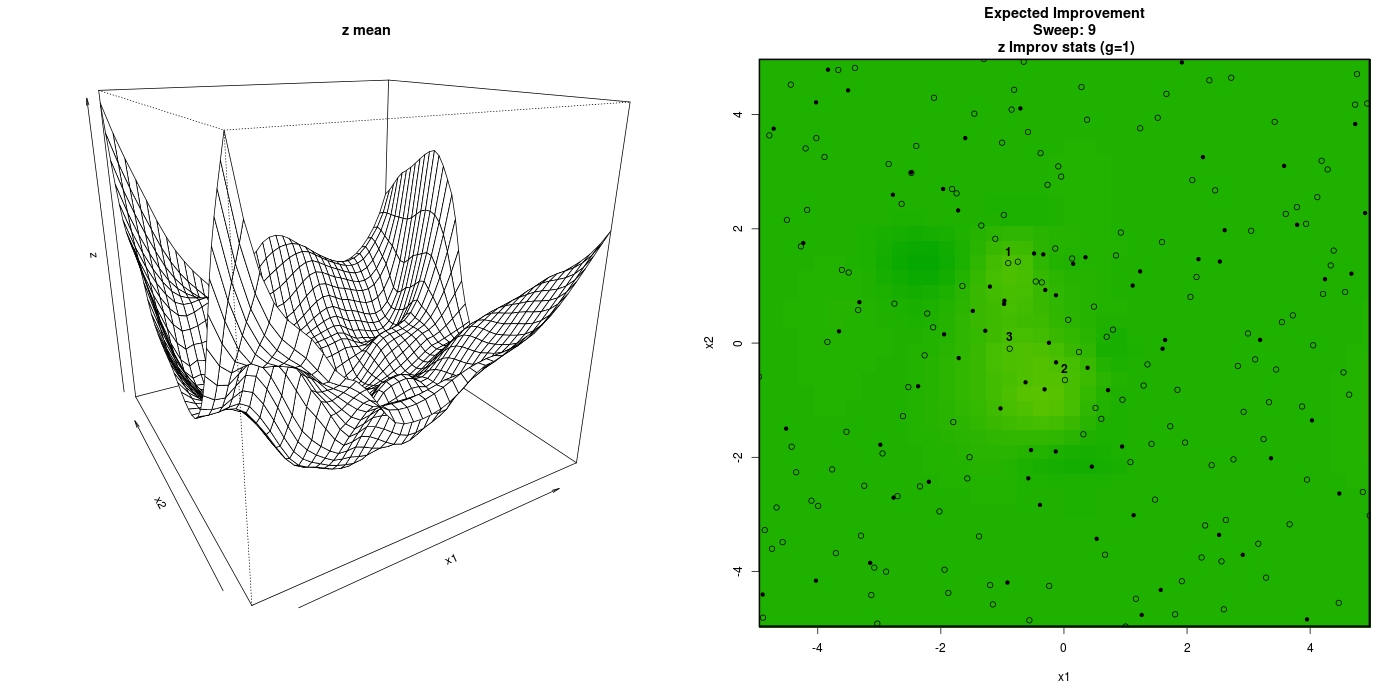 z mean
z
x2
x1
Expected Improvement
Sweep: 9
z Improv stats (g=1)
4
2
0
-2
-4
x2
1
3
2
-4
-2
0
2
4
x1